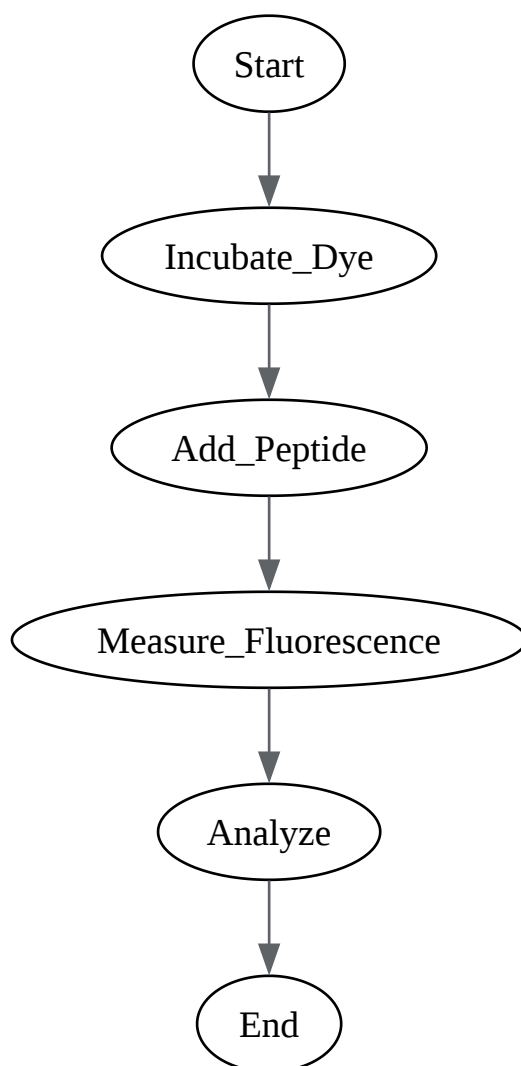 Start
Incubate_Dye
Add_Peptide
Measure_Fluorescence
Analyze
End